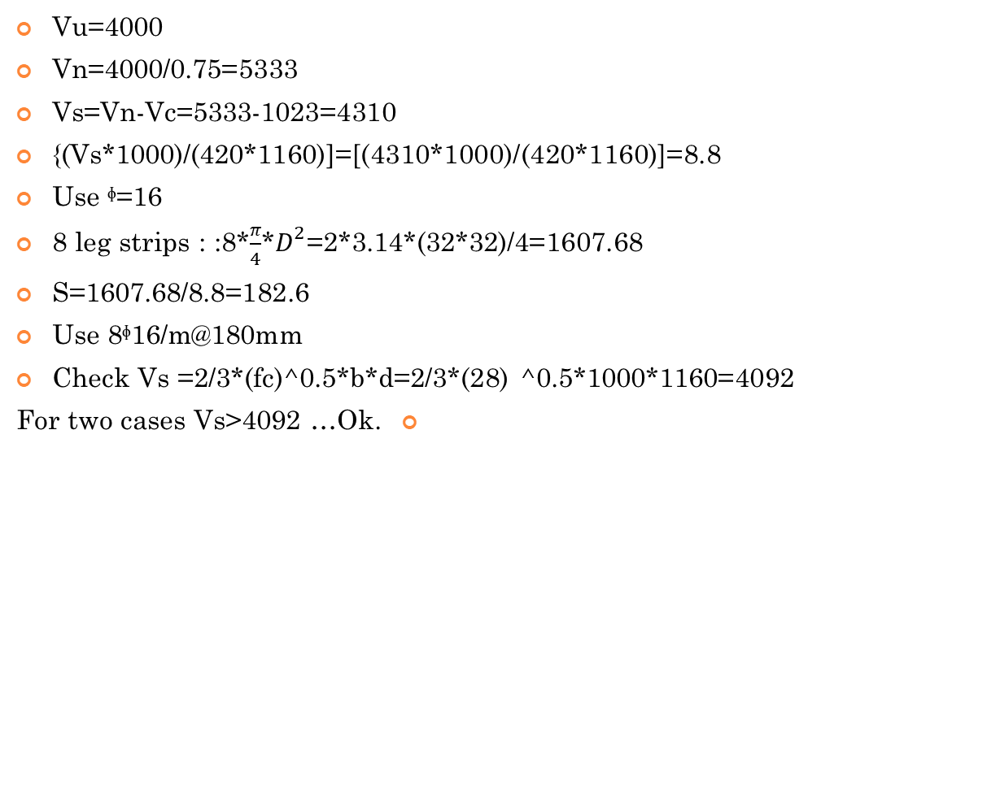 Vu=4000
Vn=4000/0.75=5333
Vs=Vn-Vc=5333-1023=4310
{(Vs*1000)/(420*1160)]=[(4310*1000)/(420*1160)]=8.8
Use ϕ=16
8 leg strips : :8*π/4*D²=2*3.14*(32*32)/4=1607.68
S=1607.68/8.8=182.6
Use 8ϕ16/m@180mm
Check Vs =2/3*(fc)^0.5*b*d=2/3*(28) ^0.5*1000*1160=4092
For two cases Vs>4092 ...Ok.